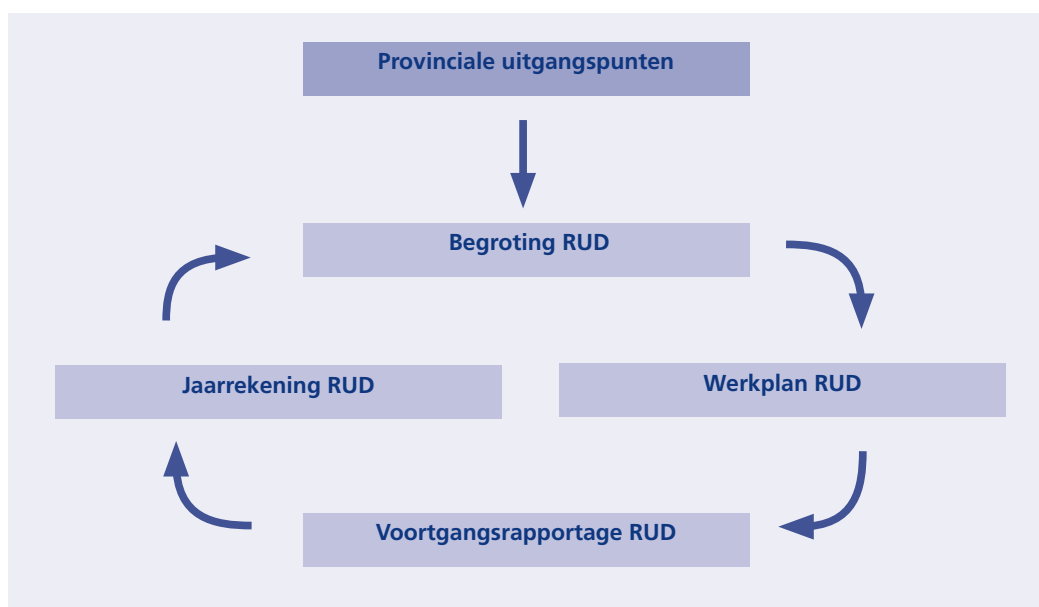 Provinciale uitgangspunten
Begroting RUD
Jaarrekening RUD
Werkplan RUD
Voortgangsrapportage RUD